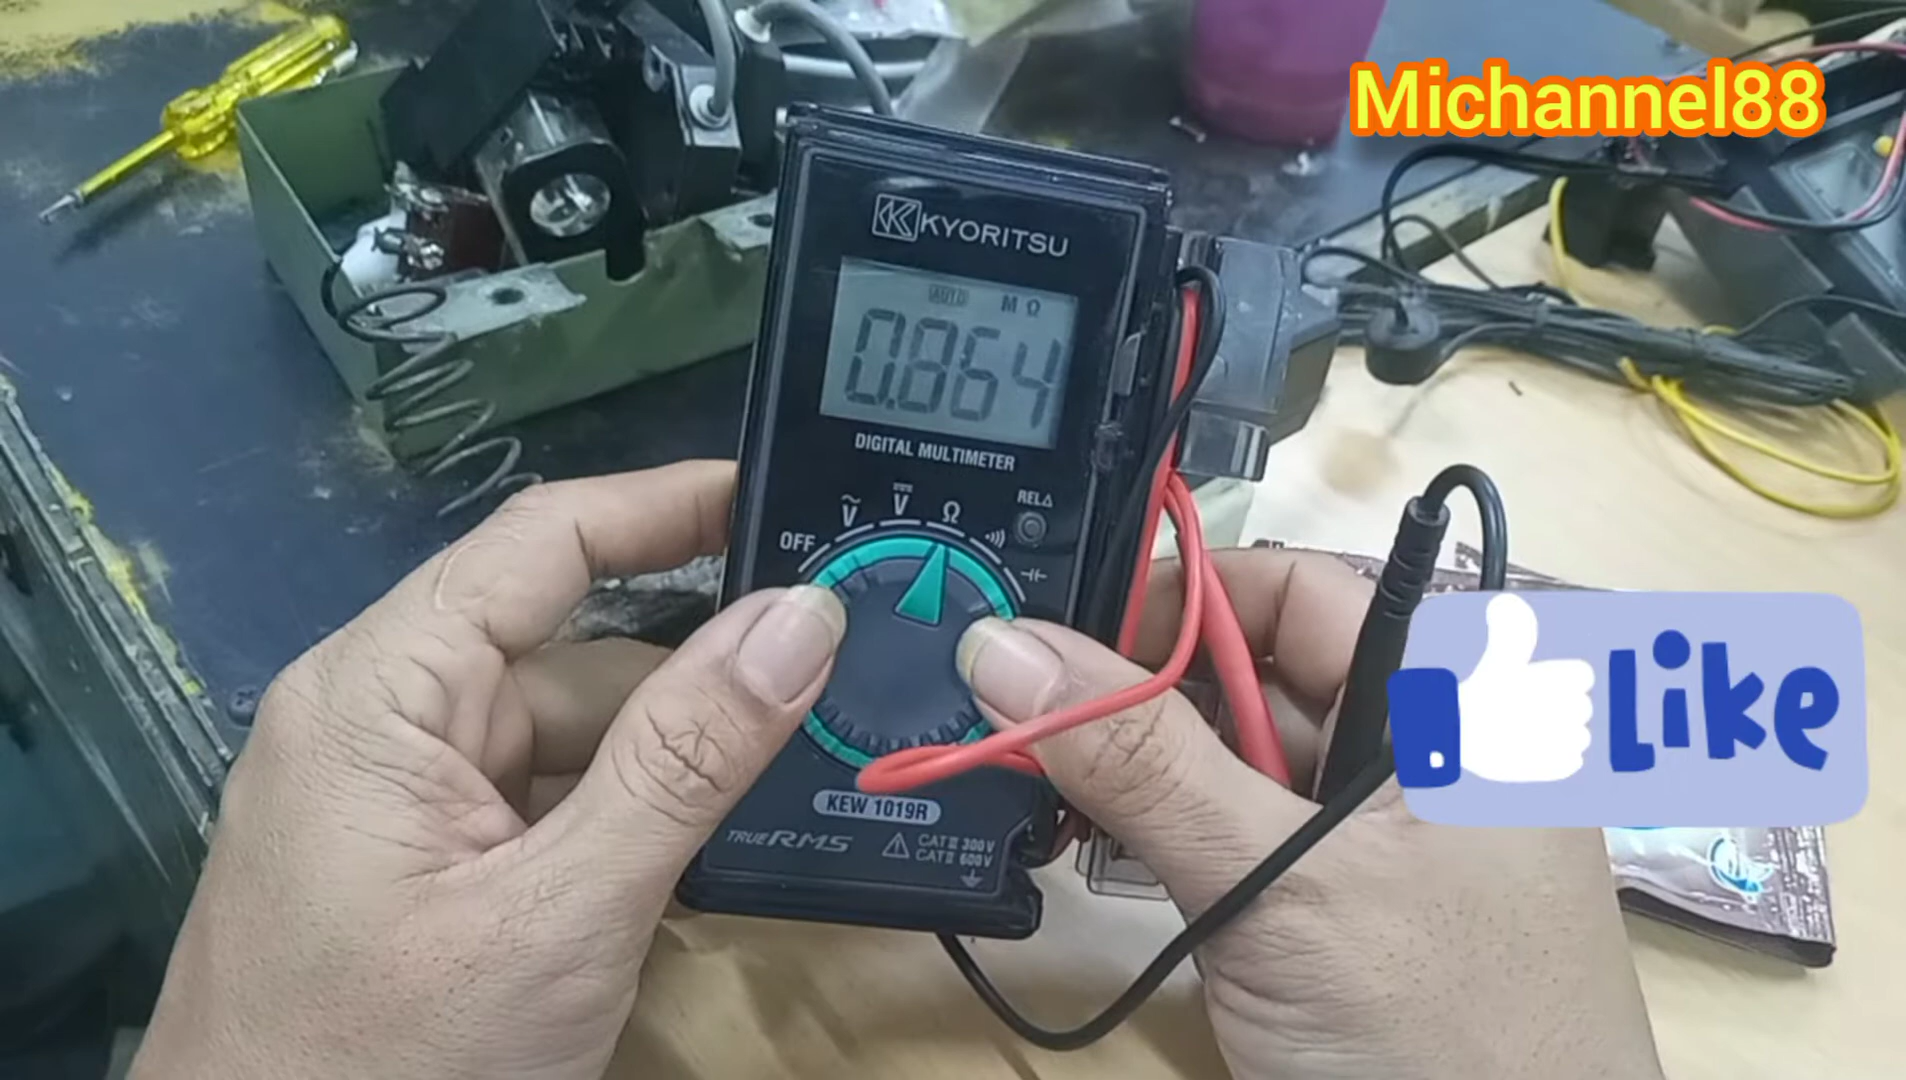 Michannel88
KYORITSU
AUTO MΩ
0.864
DIGITAL MULTIMETER
OFF
V
V
Ω
RELΔ
Like
KEW 1019R
TRUE RMS
CAT III 300V
CAT II 600V